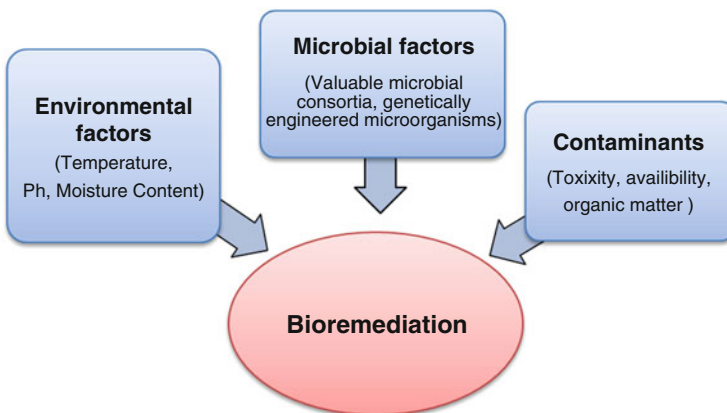 Environmental
factors
(Temperature,
Ph, Moisture Content)
Microbial factors
(Valuable microbial
consortia, genetically
engineered microorganisms)
Contaminants
(Toxixity, availibility,
organic matter )
Bioremediation